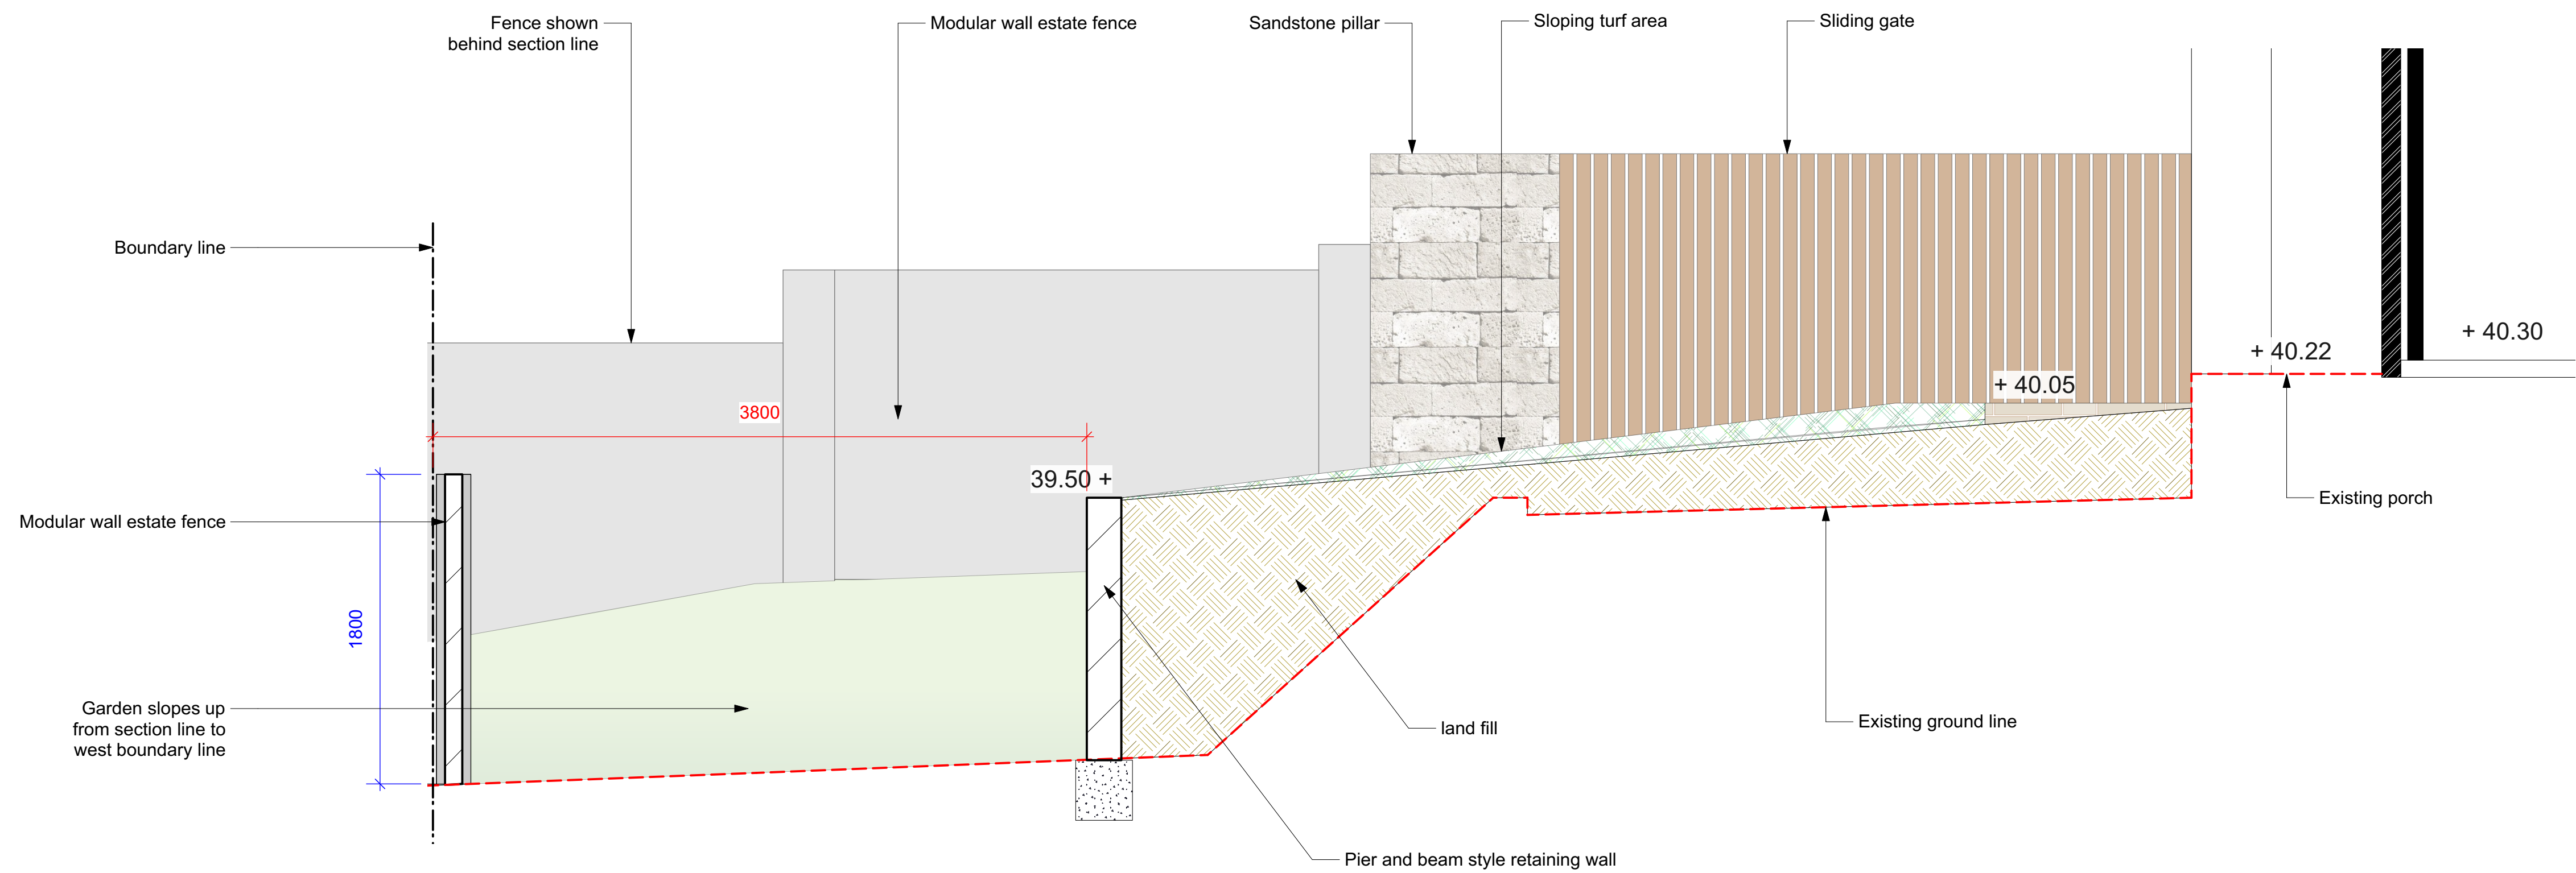 Fence shown
behind section line
Modular wall estate fence
Sandstone pillar
Sloping turf area
Sliding gate
Boundary line
+ 40.30
+ 40.22
+ 40.05
3800
39.50 +
Existing porch
Modular wall estate fence
1800
Garden slopes up
from section line to
west boundary line
land fill
Existing ground line
Pier and beam style retaining wall